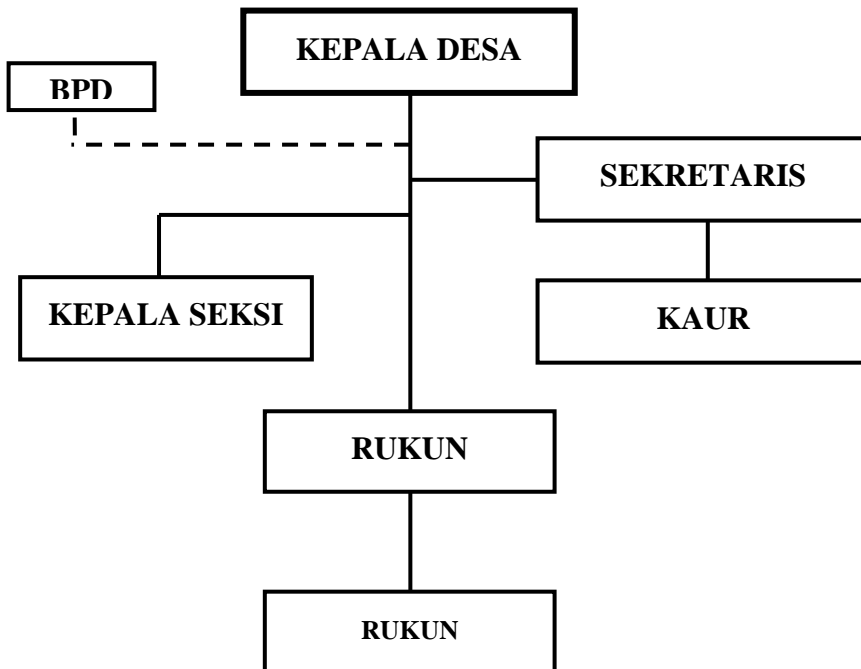 KEPALA DESA
BPD
SEKRETARIS
KEPALA SEKSI
KAUR
RUKUN
RUKUN